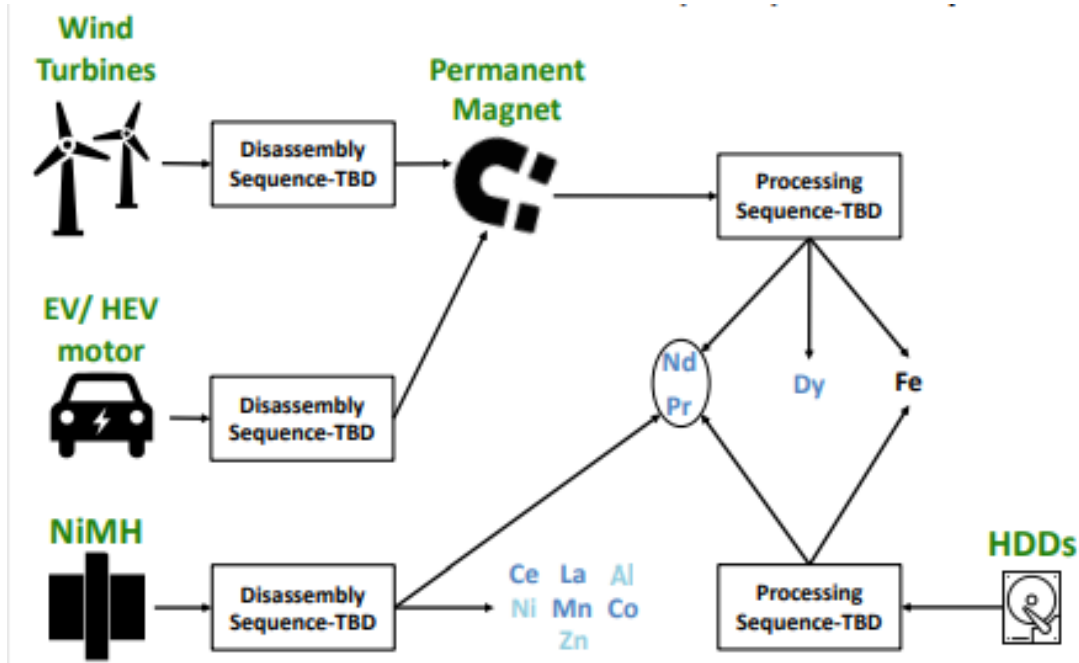 Wind
Turbines
Permanent
Magnet
Disassembly
Sequence-TBD
Processing
Sequence-TBD
EV/ HEV
motor
Nd
Pr
Dy
Fe
Disassembly
Sequence-TBD
NiMH
HDDs
Disassembly
Sequence-TBD
Ce La Al
Ni Mn Co
Zn
Processing
Sequence-TBD